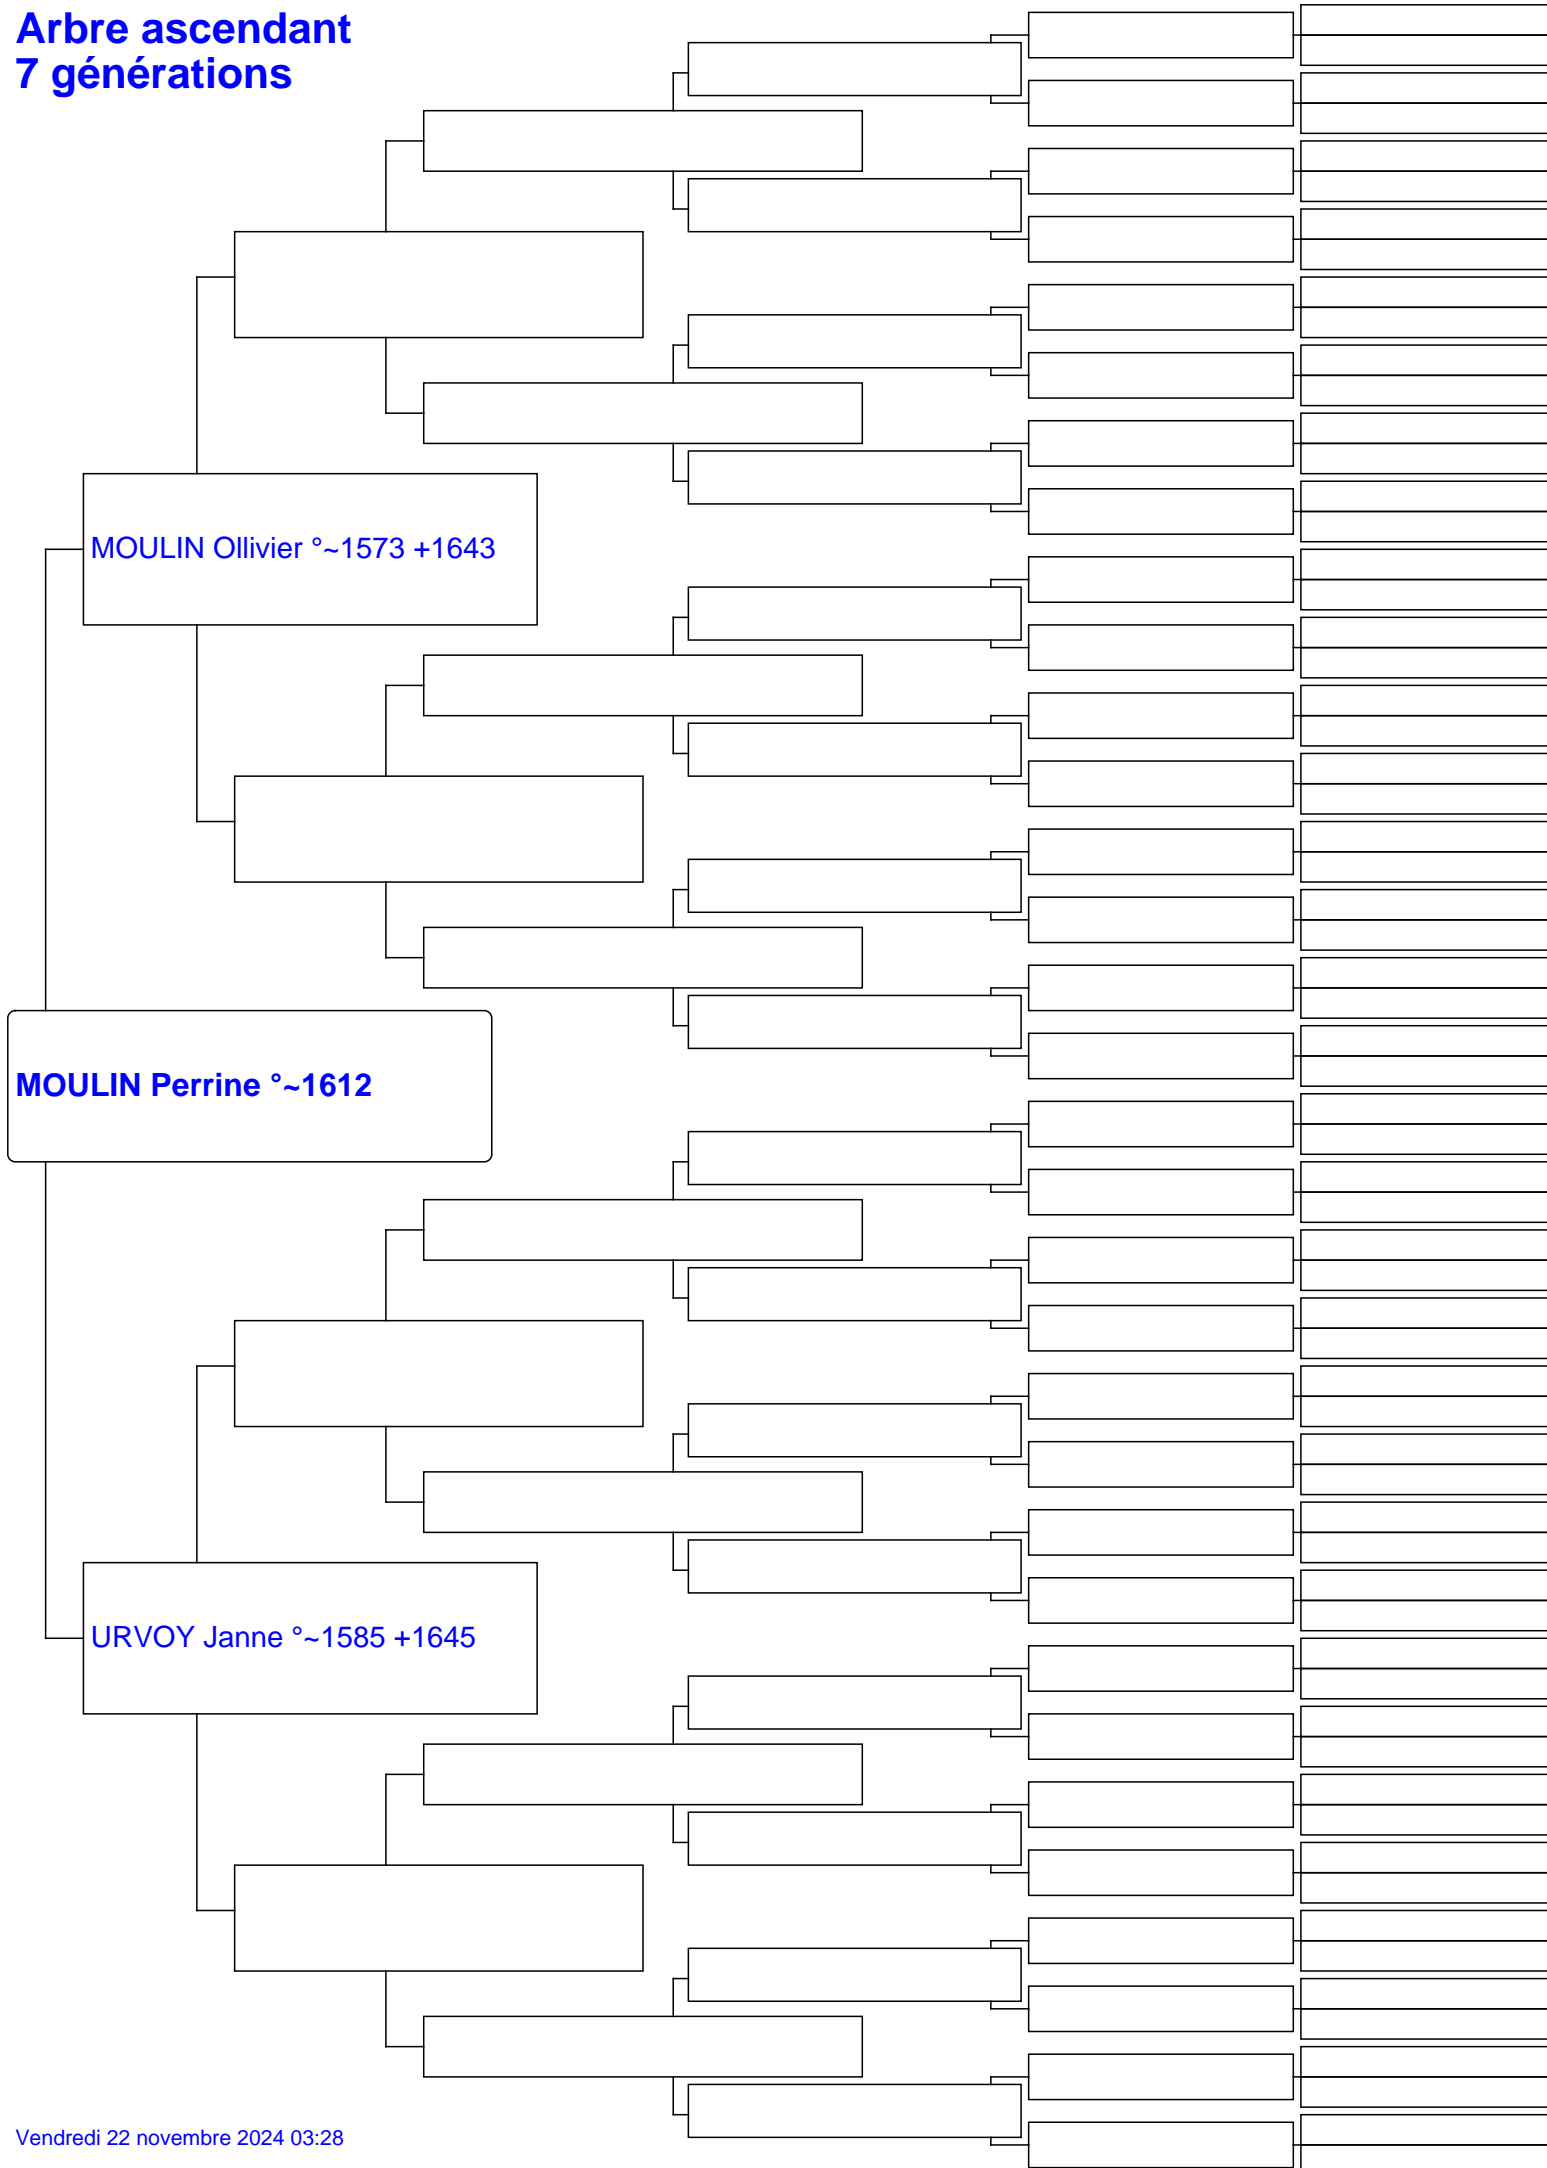 Arbre ascendant
7 générations
MOULIN Ollivier °~1573 +1643
MOULIN Perrine °~1612
URVOY Janne °~1585 +1645
Vendredi 22 novembre 2024 03:28